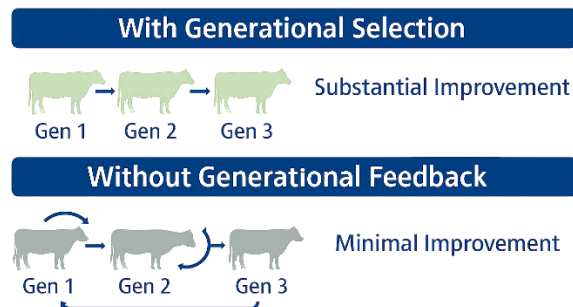 With Generational Selection
Substantial Improvement
Gen 1 Gen 2 Gen 3
Without Generational Feedback
Minimal Improvement
Gen 1 Gen 2 Gen 3